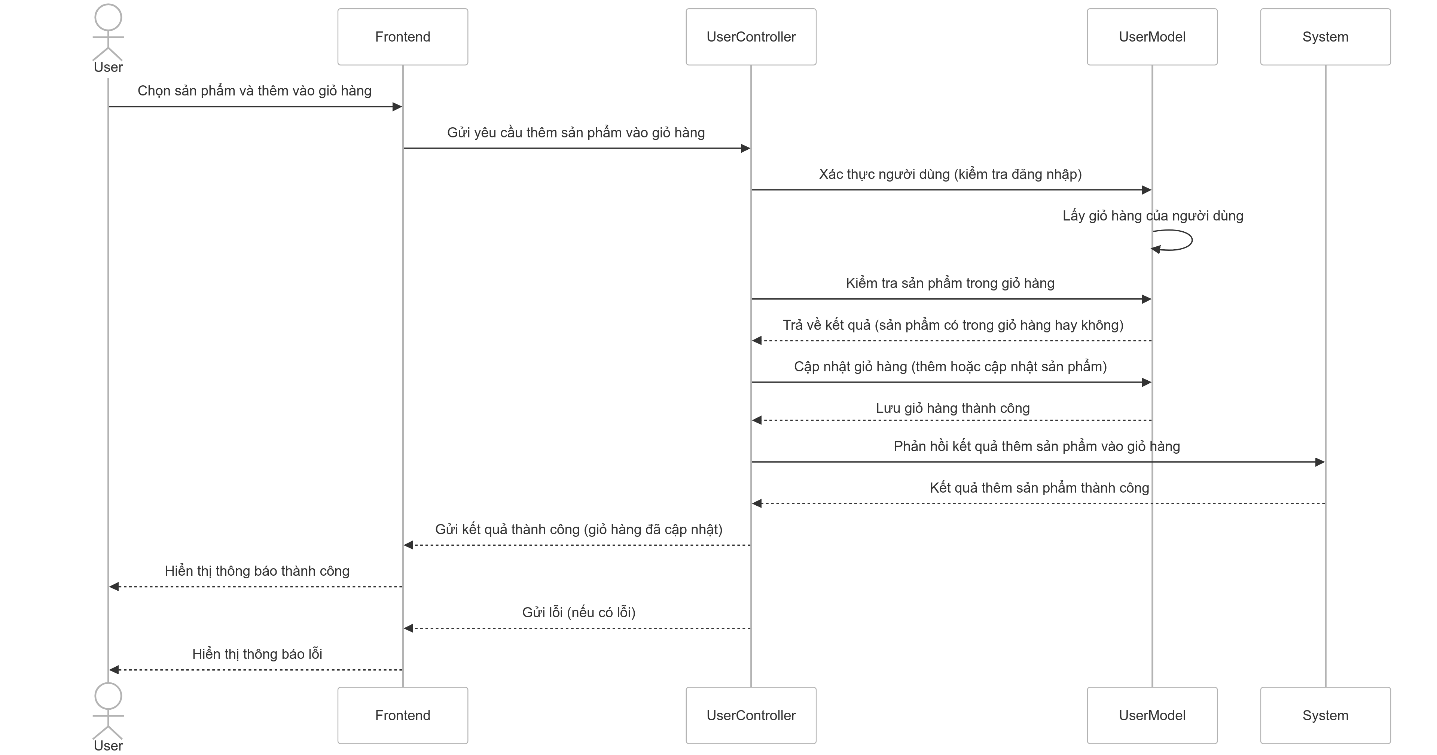 User
Frontend
UserController
UserModel
System
Chọn sản phẩm và thêm vào giỏ hàng
Gửi yêu cầu thêm sản phẩm vào giỏ hàng
Xác thực người dùng (kiểm tra đăng nhập)
Lấy giỏ hàng của người dùng
Kiểm tra sản phẩm trong giỏ hàng
Trả về kết quả (sản phẩm có trong giỏ hàng hay không)
Cập nhật giỏ hàng (thêm hoặc cập nhật sản phẩm)
Lưu giỏ hàng thành công
Phản hồi kết quả thêm sản phẩm vào giỏ hàng
Kết quả thêm sản phẩm thành công
Gửi kết quả thành công (giỏ hàng đã cập nhật)
Hiển thị thông báo thành công
Gửi lỗi (nếu có lỗi)
Hiển thị thông báo lỗi
User
Frontend
UserController
UserModel
System